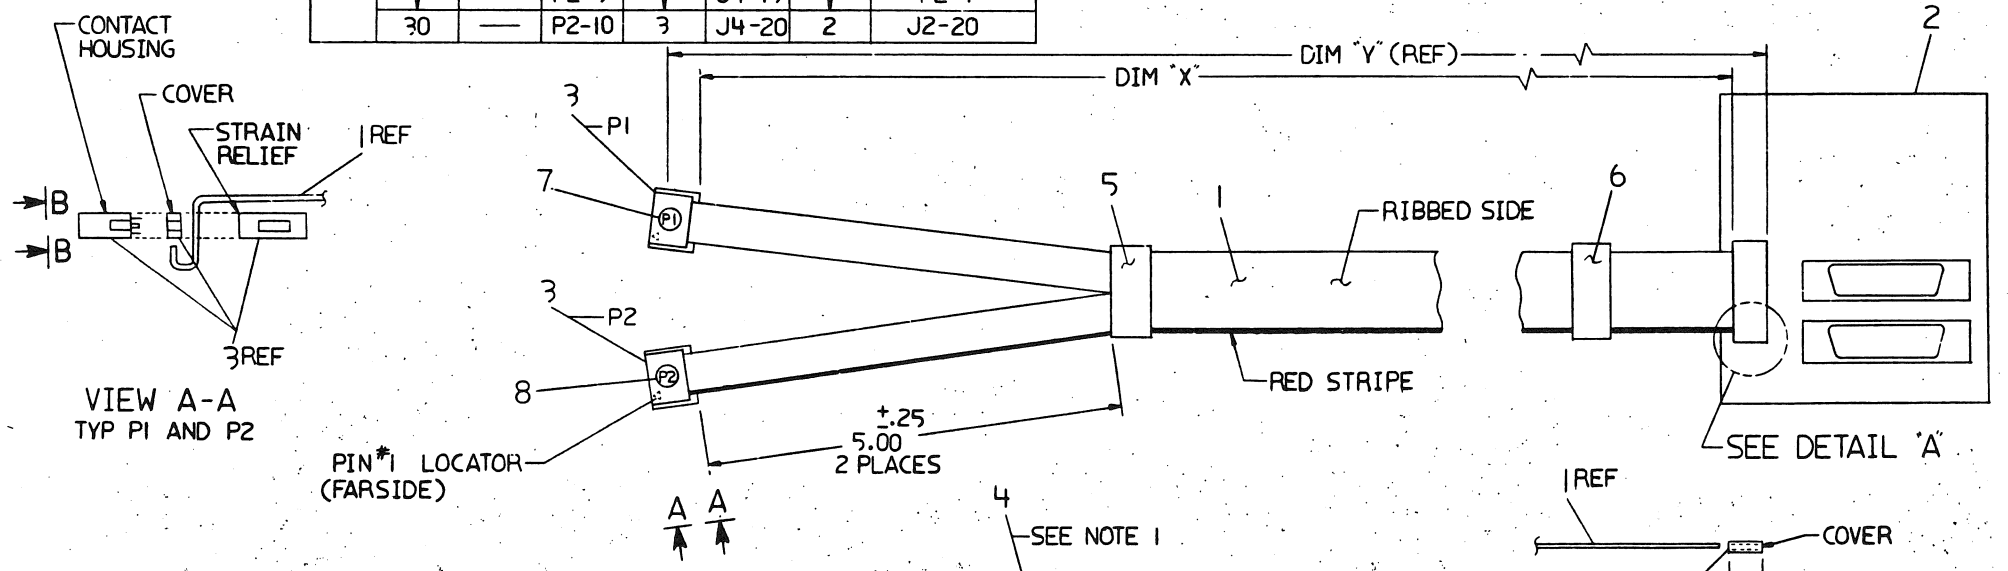 30 — P2-10 3 J4-20 2 J2-20
CONTACT
HOUSING
COVER
STRAIN
RELIEF
1 REF
B
B
3 REF
VIEW A-A
TYP P1 AND P2
DIM "Y" (REF)
DIM "X"
2
3
P1
7
P1
5
1
RIBBED SIDE
6
3
P2
8
P2
RED STRIPE
±.25
5.00
2 PLACES
PIN #1 LOCATOR
(FARSIDE)
SEE DETAIL "A"
A A
4
SEE NOTE 1
1 REF
COVER